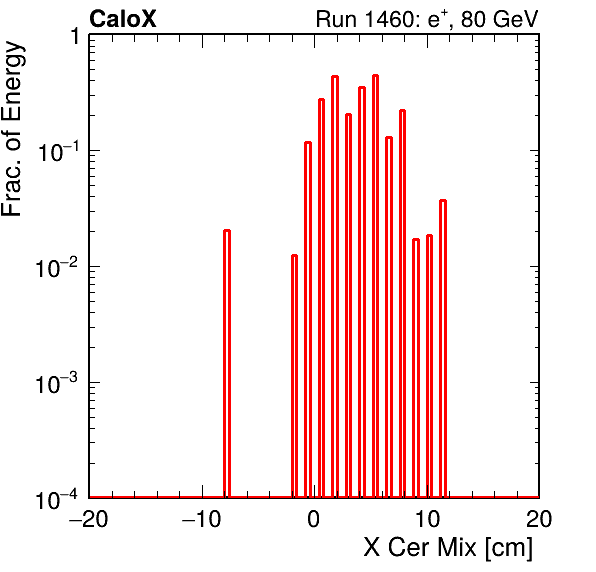 CaloX Run 1460: e⁺, 80 GeV
Frac. of Energy
1
10⁻¹
10⁻²
10⁻³
10⁻⁴
−20 −10 0 10 20
X Cer Mix [cm]